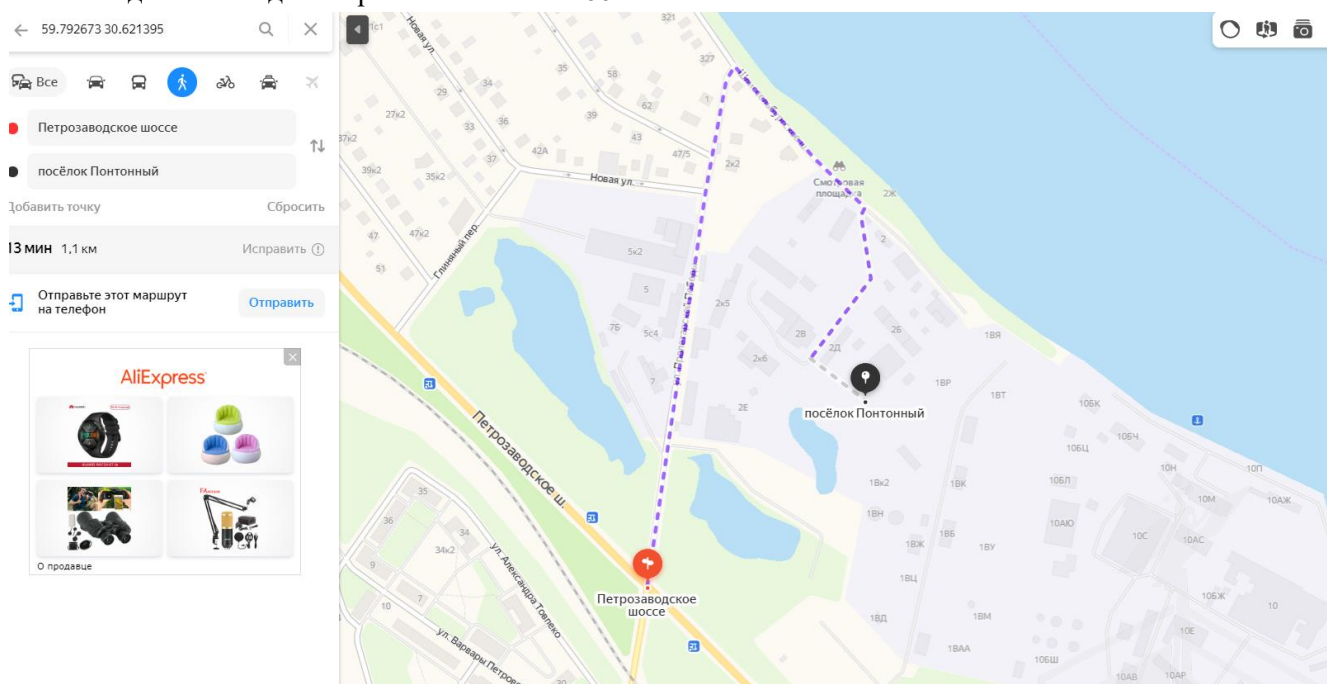 59.792673 30.621395
Все
Петрозаводское шоссе
посёлок Понтонный
Добавить точку
Сбросить
13 мин 1,1 км
Исправить
Отправьте этот маршрут
на телефон
Отправить
AliExpress
О продавце
Новая ул.
321
327
35
58
34
29
62
1
27к2
36
39
33
43
37к2
42А
47/5
2к2
37
39к2
35к2
Новая ул.
Смотровая
площадка
2Ж
47
47к2
Глиняный пер.
2
5к2
51
5
2к5
7Б
5с4
2В
2Б
1ВЯ
2Д
2к6
7
1ВР
2Е
1ВТ
10БК
посёлок Понтонный
Петрозаводское ш.
10БЧ
10БЦ
10Н
10П
35
1Вк2
1ВК
10БЛ
10М
10АЖ
36
1ВН
10АЮ
34
1ВБ
10С
10АС
34к2
1ВЖ
1ВУ
9
ул. Александра Товпеко
1ВЦ
Петрозаводское
шоссе
10БЖ
10
7
10
1ВД
1ВМ
10Е
ул. Варвары Петровой
1ВАА
10БШ
30
10АВ
10АР